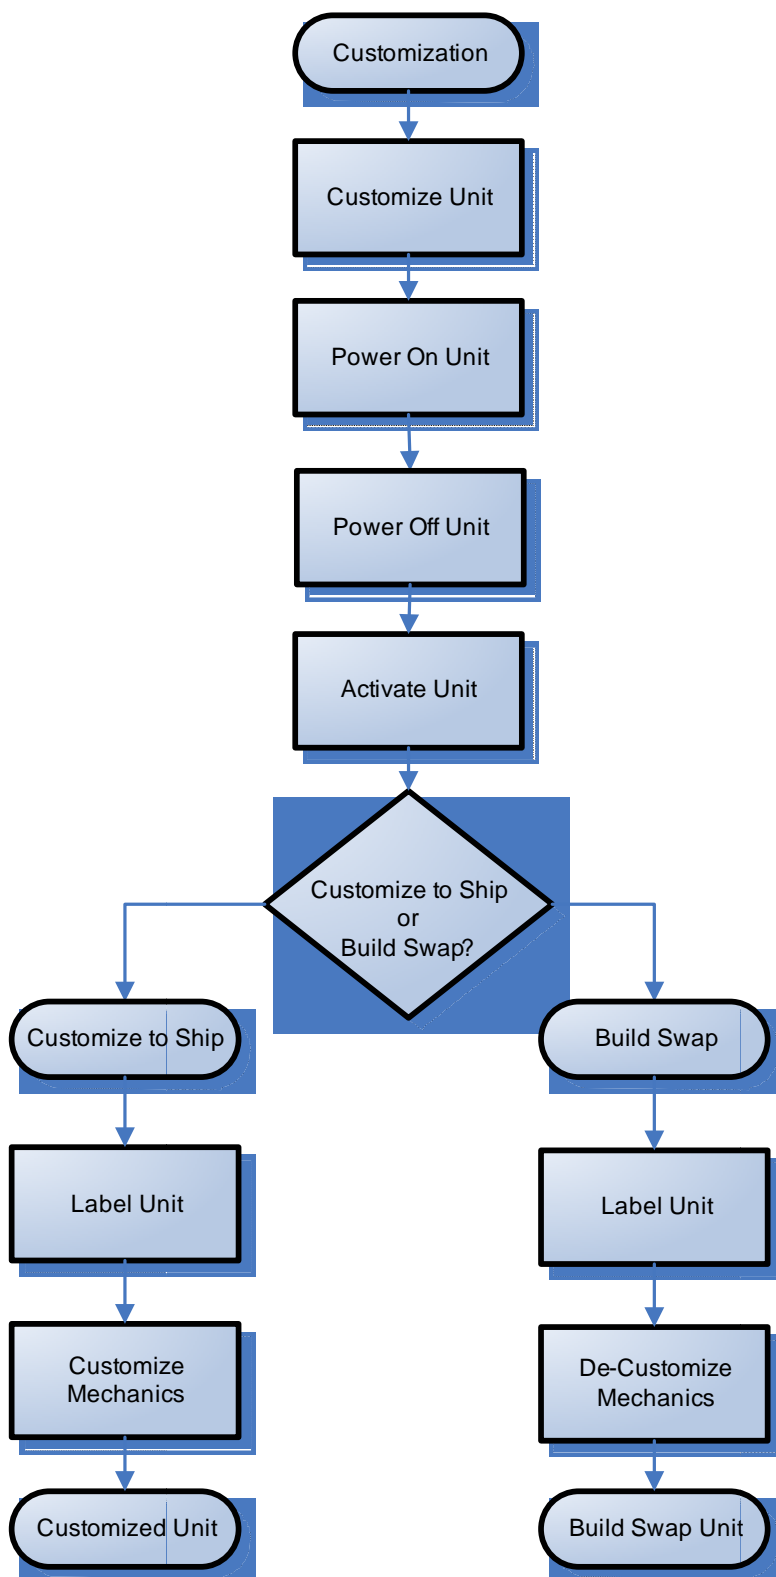 Customization
Customize Unit
Power On Unit
Power Off Unit
Activate Unit
Customize to Ship
or
Build Swap?
Customize to Ship
Build Swap
Label Unit
Label Unit
Customize
Mechanics
De-Customize
Mechanics
Customized Unit
Build Swap Unit